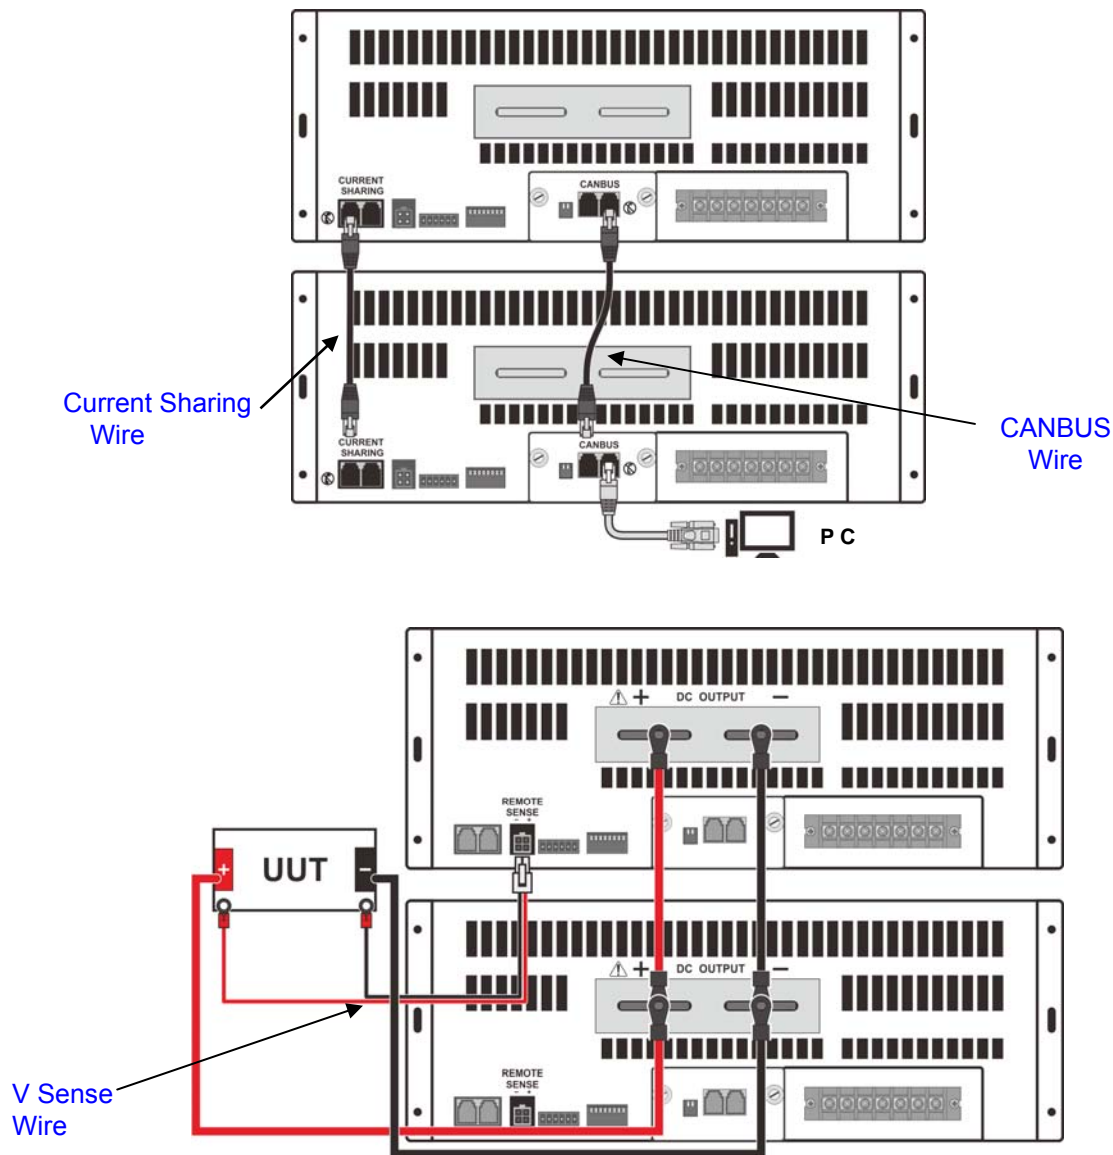 CURRENT
SHARING
CANBUS
Current Sharing
Wire
CURRENT
SHARING
CANBUS
CANBUS
Wire
P C
+ DC OUTPUT −
REMOTE
SENSE
− +
+ UUT −
+ DC OUTPUT −
V Sense
Wire
REMOTE
SENSE
− +